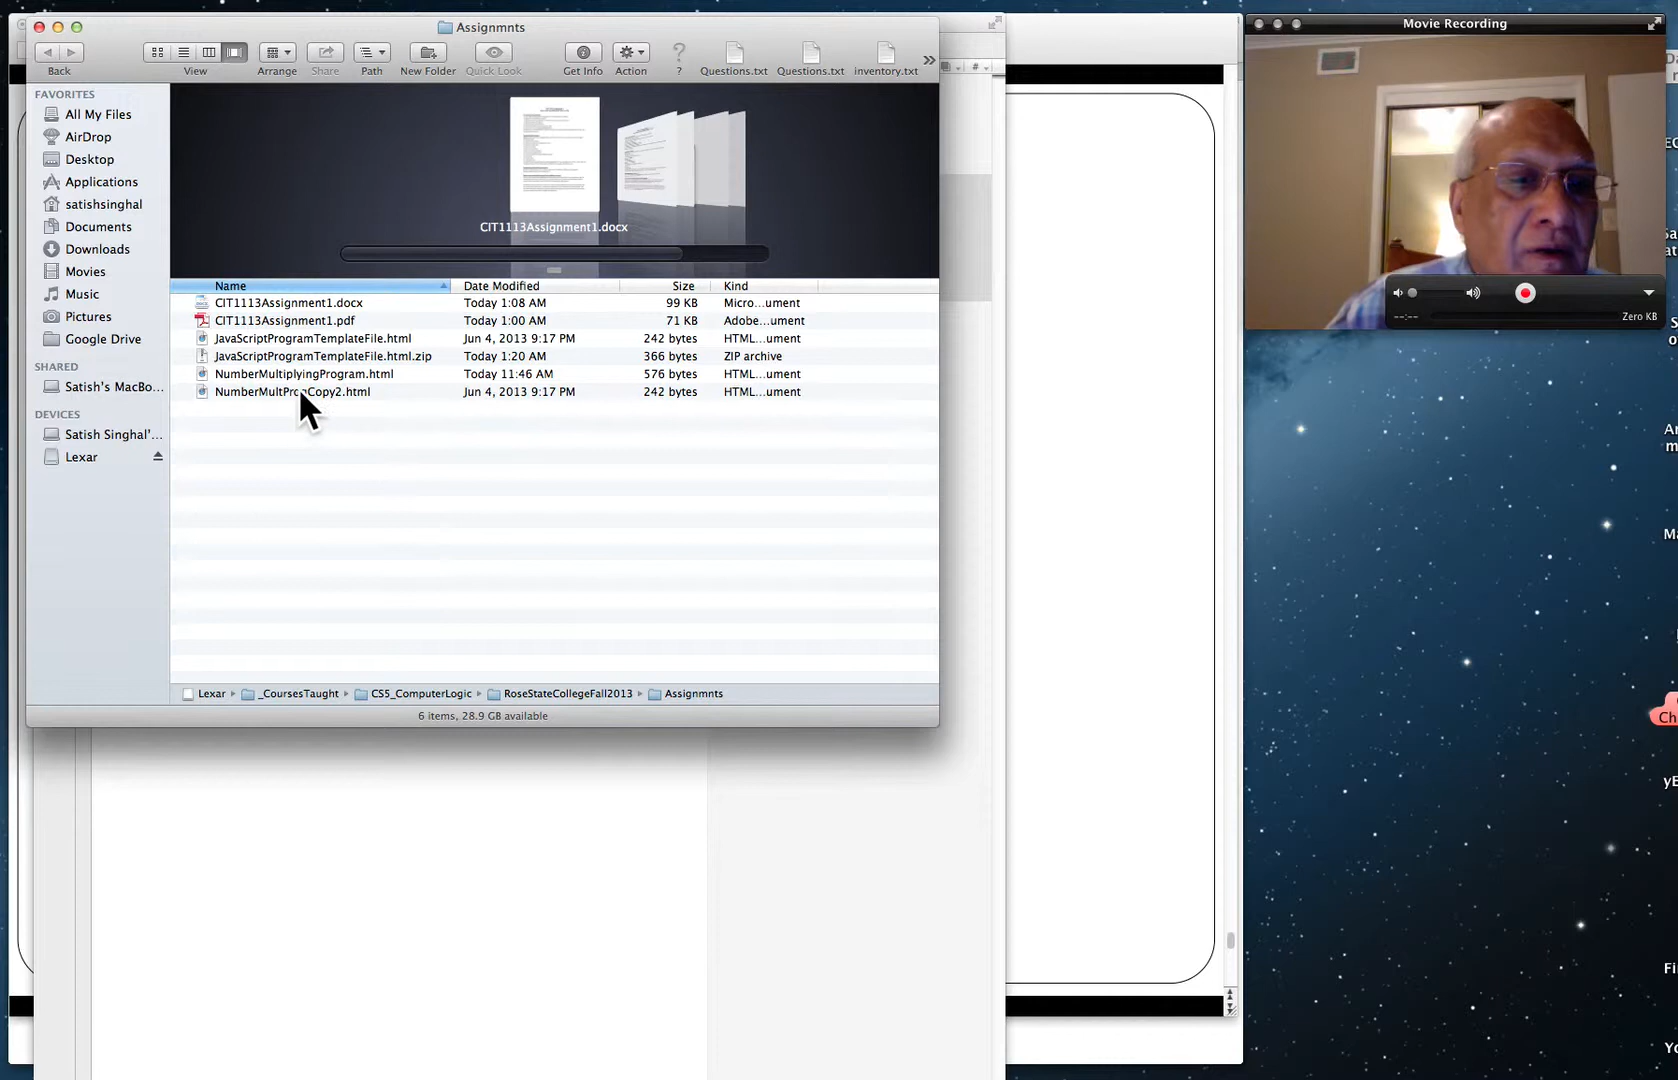 Assignmnts
Back
View
Arrange
Share
Path
New Folder
Quick Look
Get Info
Action
?
Questions.txt
Questions.txt
inventory.txt
»
FAVORITES
All My Files
AirDrop
Desktop
Applications
satishsinghal
Documents
Downloads
Movies
Music
Pictures
Google Drive
SHARED
Satish's MacBo...
DEVICES
Satish Singhal'...
Lexar
CIT1113Assignment1.docx
Name Date Modified Size Kind
CIT1113Assignment1.docx Today 1:08 AM 99 KB Micro...ument
CIT1113Assignment1.pdf Today 1:00 AM 71 KB Adobe...ument
JavaScriptProgramTemplateFile.html Jun 4, 2013 9:17 PM 242 bytes HTML...ument
JavaScriptProgramTemplateFile.html.zip Today 1:20 AM 366 bytes ZIP archive
NumberMultiplyingProgram.html Today 11:46 AM 576 bytes HTML...ument
NumberMultProgCopy2.html Jun 4, 2013 9:17 PM 242 bytes HTML...ument
Lexar _CoursesTaught CS5_ComputerLogic RoseStateCollegeFall2013 Assignmnts
6 items, 28.9 GB available
Movie Recording
--:--
Zero KB
Ch